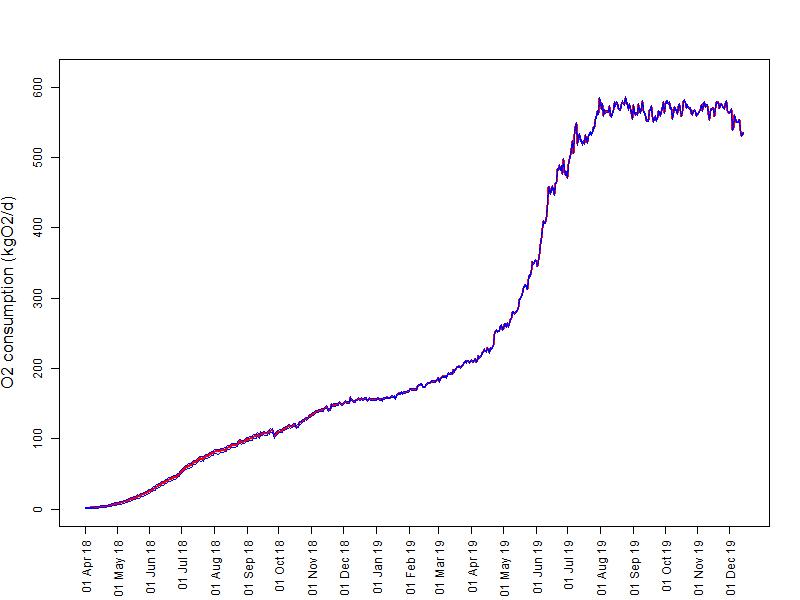 O2 consumption (kgO2/d)
600
500
400
300
200
100
0
01 Apr 18
01 May 18
01 Jun 18
01 Jul 18
01 Aug 18
01 Sep 18
01 Oct 18
01 Nov 18
01 Dec 18
01 Jan 19
01 Feb 19
01 Mar 19
01 Apr 19
01 May 19
01 Jun 19
01 Jul 19
01 Aug 19
01 Sep 19
01 Oct 19
01 Nov 19
01 Dec 19